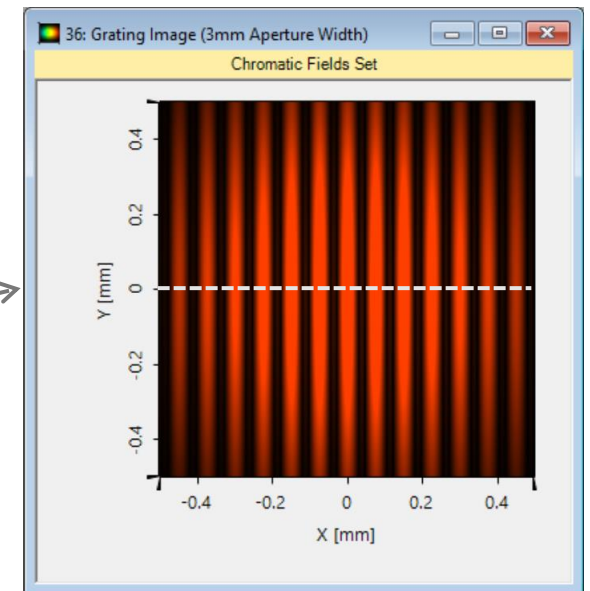 36: Grating Image (3mm Aperture Width)
Chromatic Fields Set
0.4
0.2
0
-0.2
-0.4
Y [mm]
-0.4 -0.2 0 0.2 0.4
X [mm]